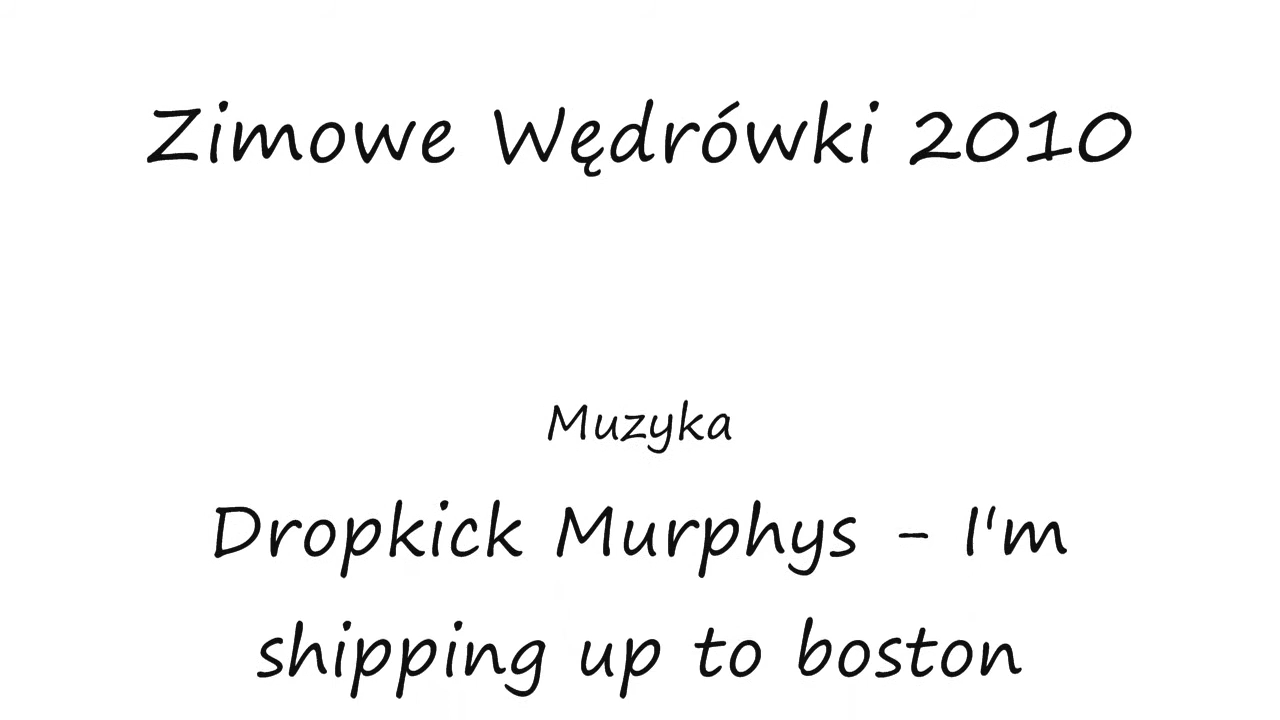 Zimowe Wędrówki 2010
Muzyka
Dropkick Murphys - I'm
shipping up to boston